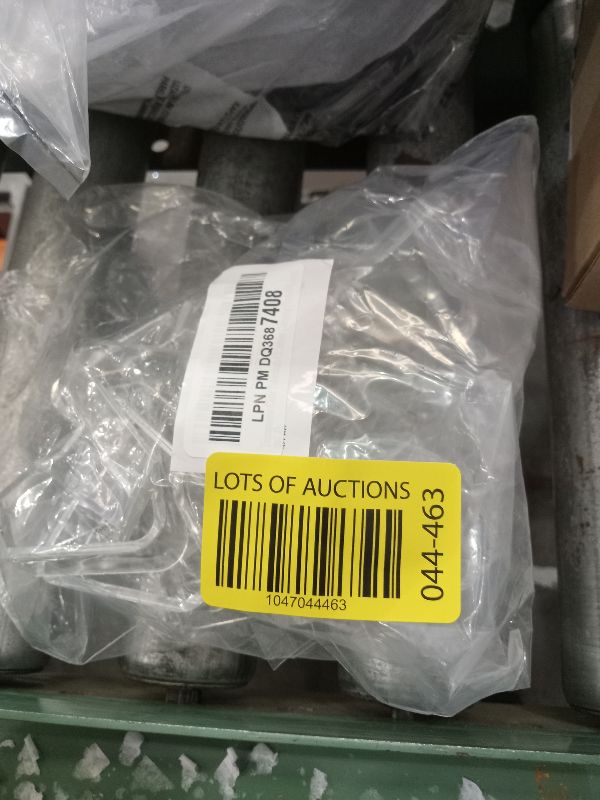 LPN PM DQ368 7408
LOTS OF AUCTIONS
1047044463
044-463